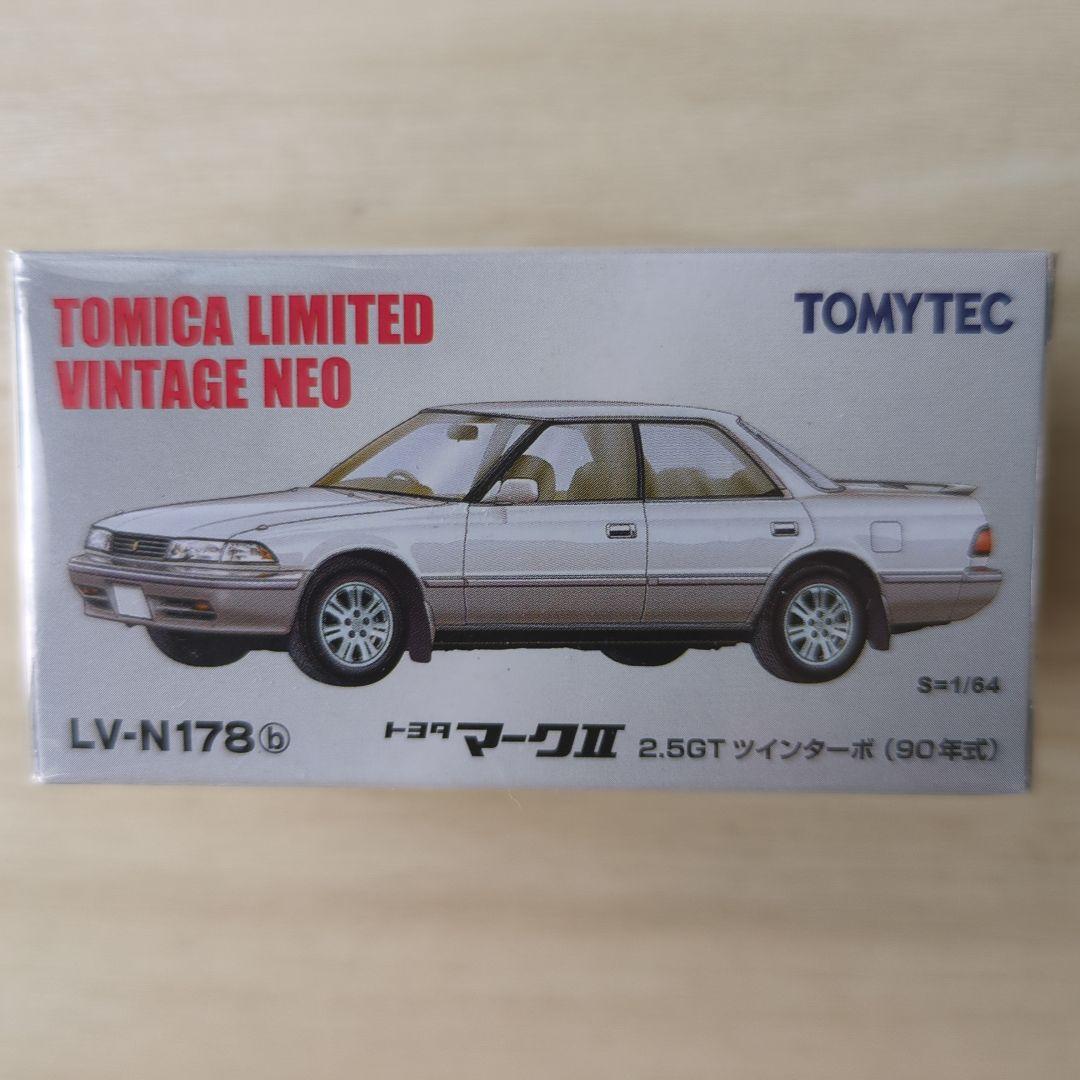 TOMICA LIMITED
VINTAGE NEO
TOMYTEC
S=1/64
LV-N178ⓑ
トヨタ マークII 2.5GT ツインターボ (90年式)